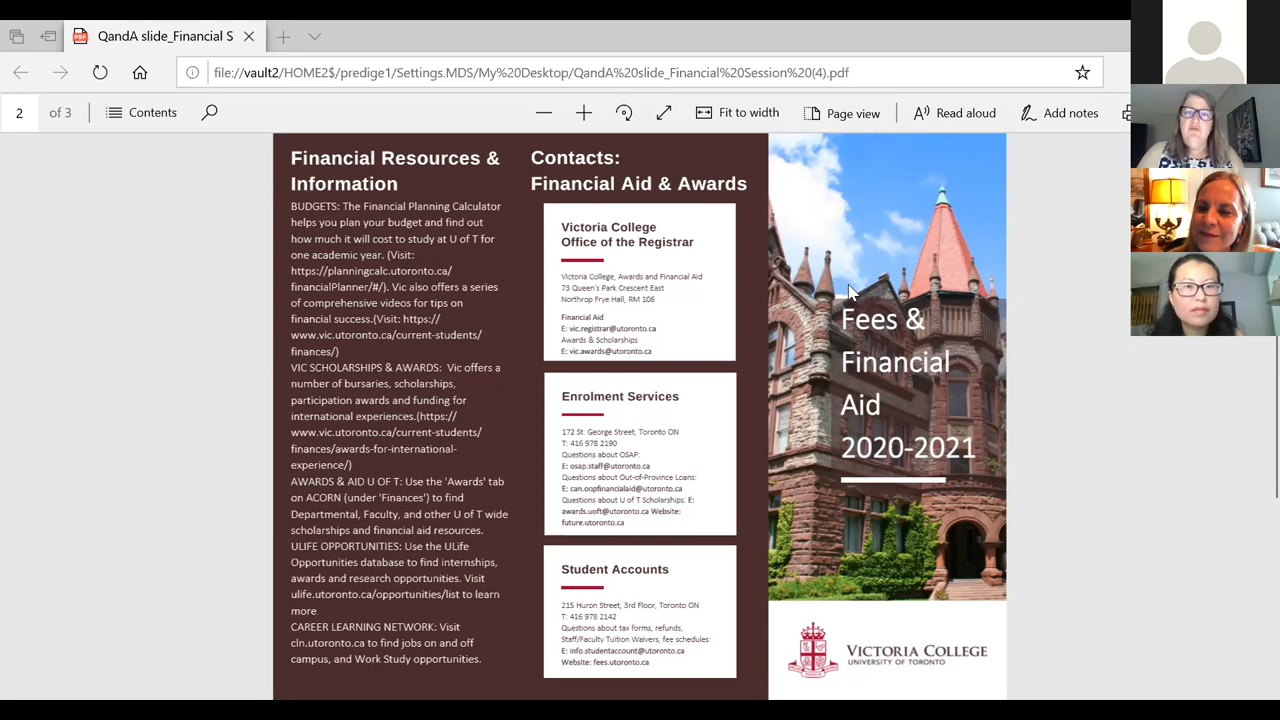 QandA slide_Financial S
file://vault2/HOME2$/predige1/Settings.MDS/My%20Desktop/QandA%20slide_Financial%20Session%20(4).pdf
2 of 3 Contents Fit to width Page view Read aloud Add notes
Financial Resources &
Information
BUDGETS: The Financial Planning Calculator
helps you plan your budget and find out
how much it will cost to study at U of T for
one academic year. (Visit:
https://planningcalc.utoronto.ca/
financialPlanner/#/). Vic also offers a series
of comprehensive videos for tips on
financial success.(Visit: https://
www.vic.utoronto.ca/current-students/
finances/)
VIC SCHOLARSHIPS & AWARDS: Vic offers a
number of bursaries, scholarships,
participation awards and funding for
international experiences.(https://
www.vic.utoronto.ca/current-students/
finances/awards-for-international-
experience/)
AWARDS & AID U OF T: Use the 'Awards' tab
on ACORN (under 'Finances') to find
Departmental, Faculty, and other U of T wide
scholarships and financial aid resources.
ULIFE OPPORTUNITIES: Use the ULife
Opportunities database to find internships,
awards and research opportunities. Visit
ulife.utoronto.ca/opportunities/list to learn
more.
CAREER LEARNING NETWORK: Visit
cln.utoronto.ca to find jobs on and off
campus, and Work Study opportunities.
Contacts:
Financial Aid & Awards
Victoria College
Office of the Registrar
Victoria College, Awards and Financial Aid
73 Queen's Park Crescent East
Northrop Frye Hall, RM 106
Financial Aid
E: vic.registrar@utoronto.ca
Awards & Scholarships
E: vic.awards@utoronto.ca
Enrolment Services
172 St. George Street, Toronto ON
T: 416 978 2190
Questions about OSAP:
E: osap.staff@utoronto.ca
Questions about Out-of-Province Loans:
E: can.oopfinancialaid@utoronto.ca
Questions about U of T Scholarships: E:
awards.uoft@utoronto.ca Website:
future.utoronto.ca
Student Accounts
215 Huron Street, 3rd Floor, Toronto ON
T: 416 978 2142
Questions about tax forms, refunds,
Staff/Faculty Tuition Waivers, fee schedules:
E: info.studentaccount@utoronto.ca
Website: fees.utoronto.ca
Fees &
Financial
Aid
2020-2021
VICTORIA COLLEGE
UNIVERSITY OF TORONTO